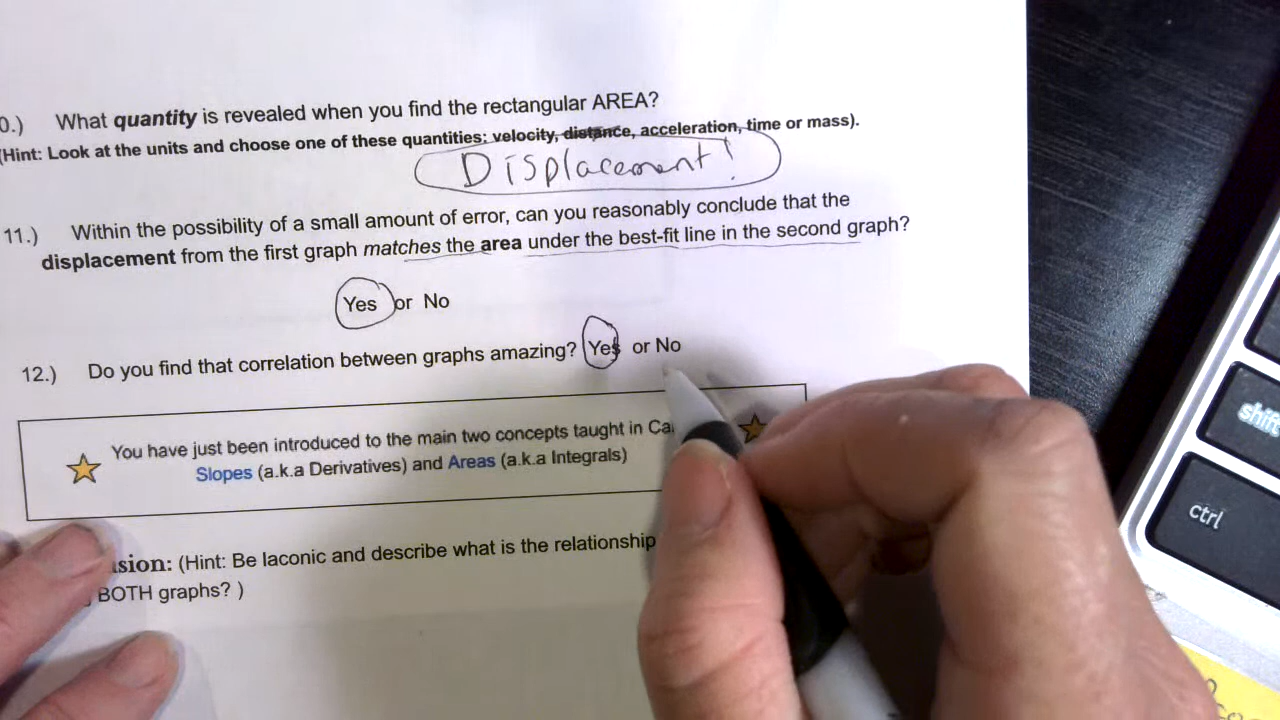 0.) What quantity is revealed when you find the rectangular AREA?
(Hint: Look at the units and choose one of these quantities: velocity, distance, acceleration, time or mass).
Displacement!
11.) Within the possibility of a small amount of error, can you reasonably conclude that the
displacement from the first graph matches the area under the best-fit line in the second graph?
Yes or No
12.) Do you find that correlation between graphs amazing? Yes or No
You have just been introduced to the main two concepts taught in Ca
Slopes (a.k.a Derivatives) and Areas (a.k.a Integrals)
sion: (Hint: Be laconic and describe what is the relationship
BOTH graphs? )
shift
ctrl